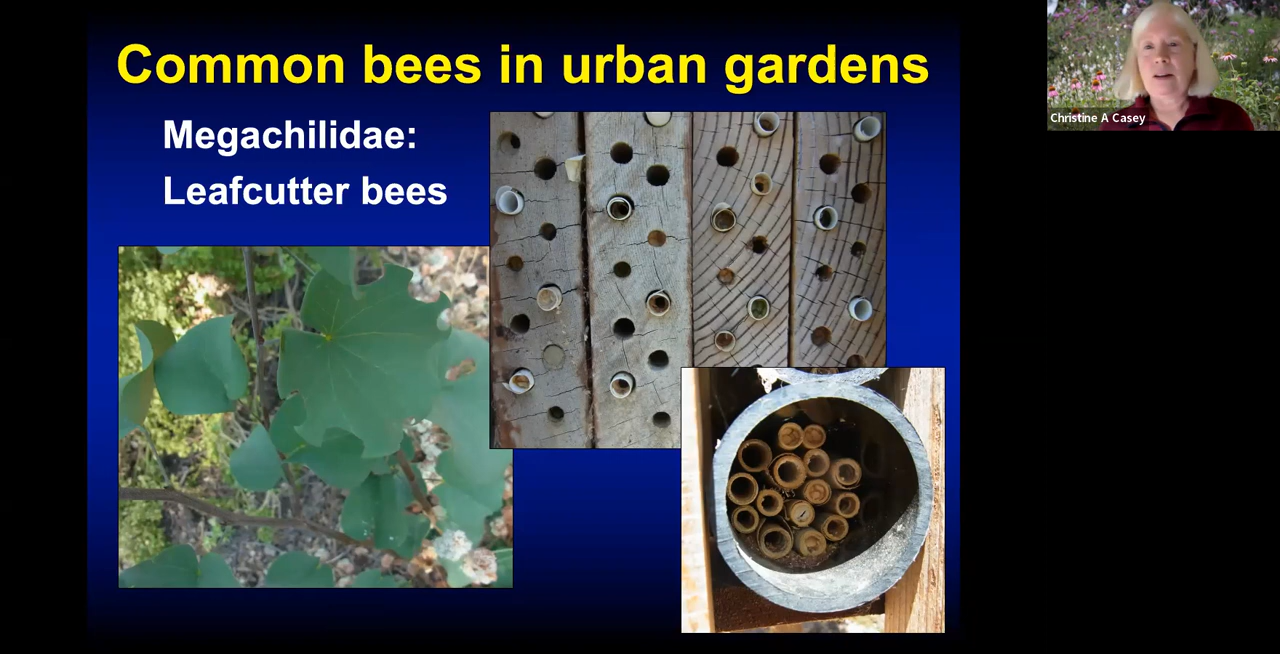 Common bees in urban gardens
Megachilidae:
Leafcutter bees
Christine A Casey